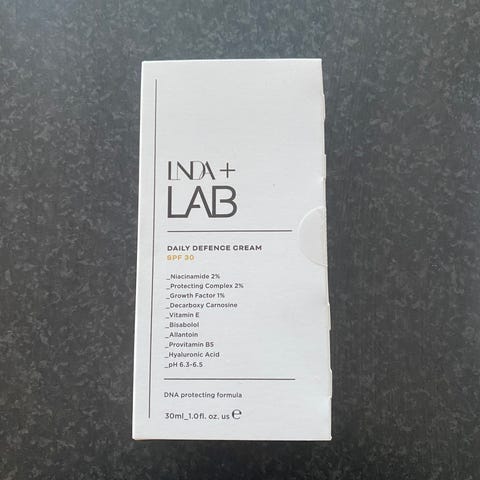 LNDA +
LAB
DAILY DEFENCE CREAM
SPF 30
_Niacinamide 2%
_Protecting Complex 2%
_Growth Factor 1%
_Decarboxy Carnosine
_Vitamin E
_Bisabolol
_Allantoin
_Provitamin B5
_Hyaluronic Acid
_pH 6.3-6.5
DNA protecting formula
30ml_1.0fl. oz. us ℮